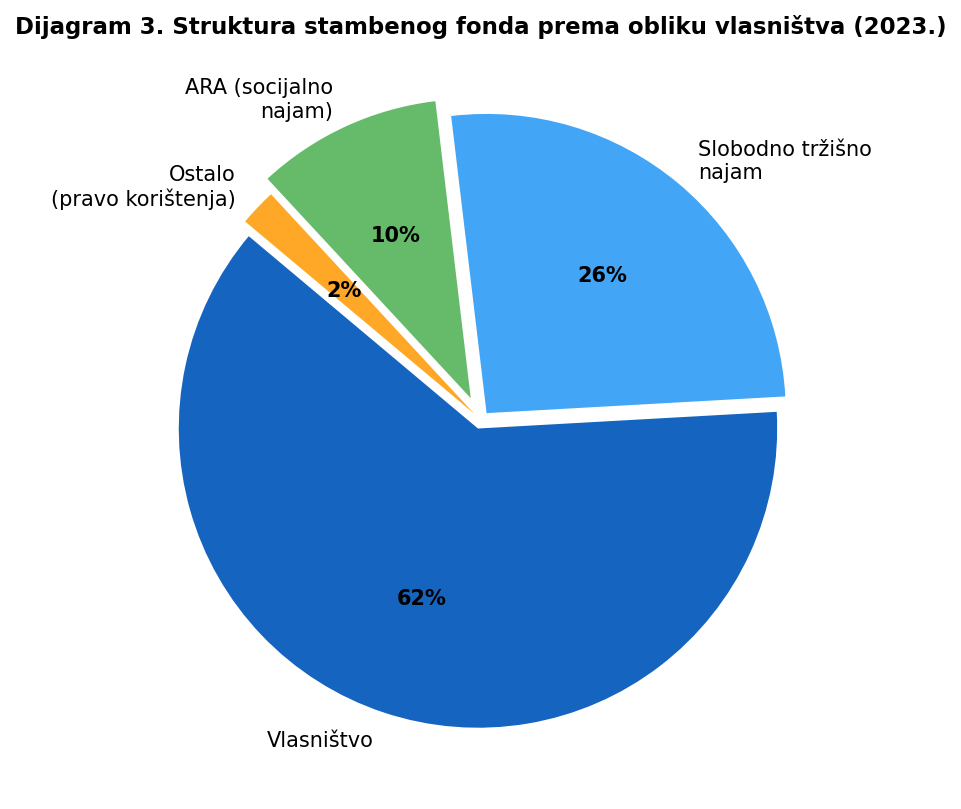 Dijagram 3. Struktura stambenog fonda prema obliku vlasništva (2023.)
ARA (socijalno
najam)
Slobodno tržišno
najam
Ostalo
(pravo korištenja)
10%
26%
2%
62%
Vlasništvo